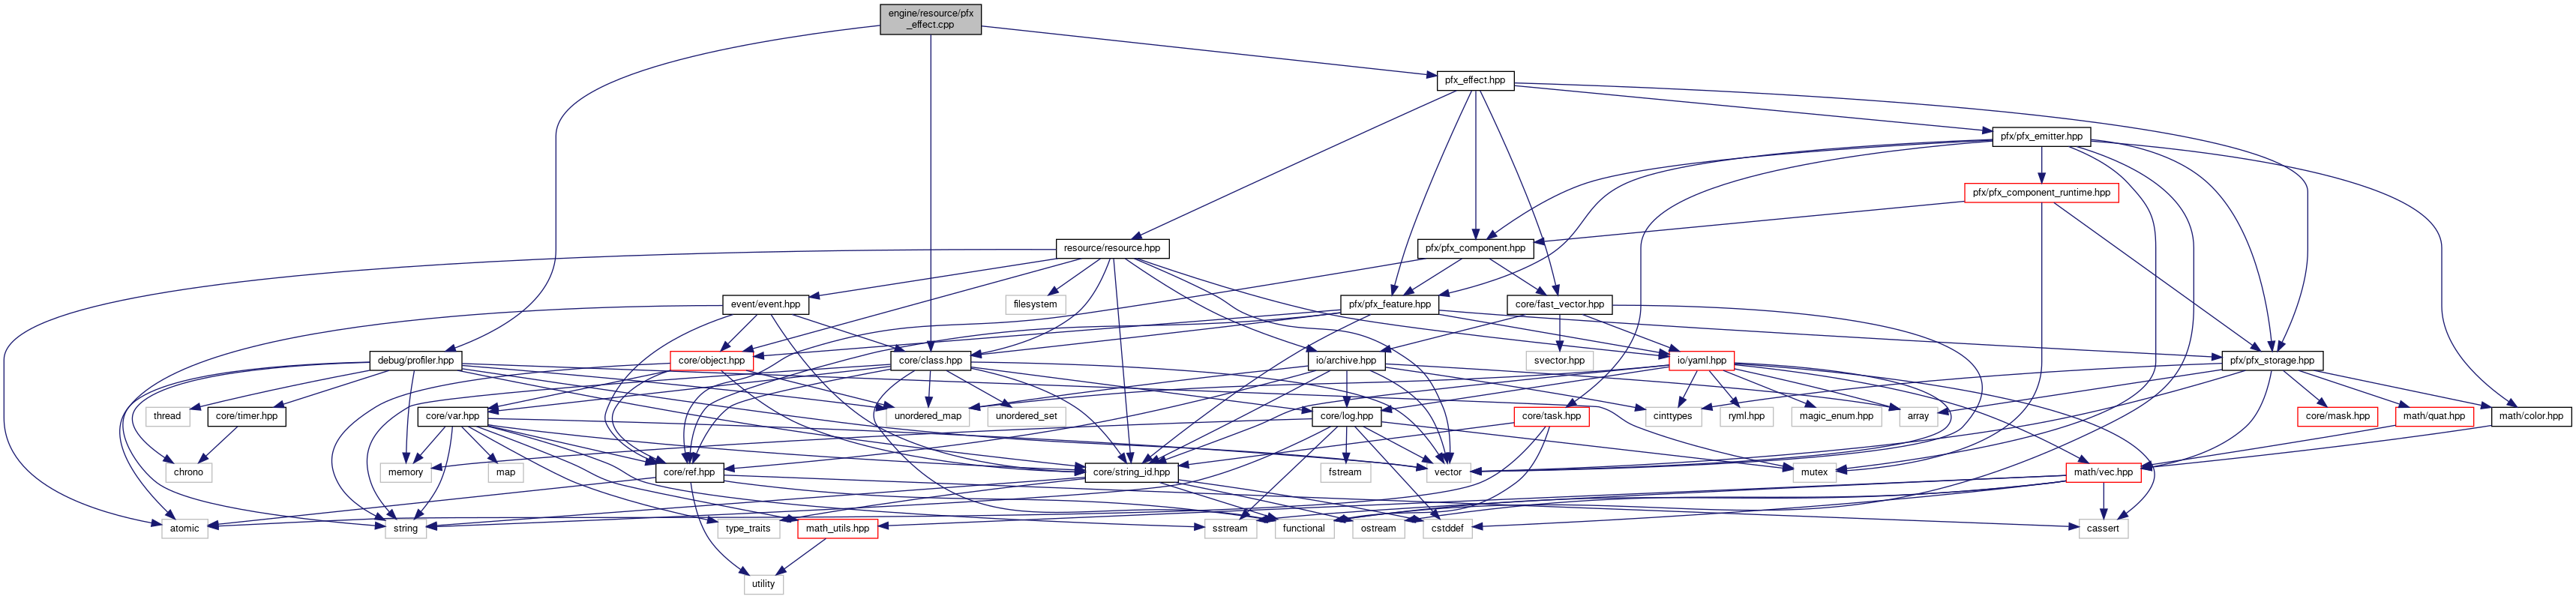 engine/resource/pfx
_effect.cpp
pfx_effect.hpp
pfx/pfx_emitter.hpp
pfx/pfx_component_runtime.hpp
resource/resource.hpp
pfx/pfx_component.hpp
event/event.hpp
filesystem
pfx/pfx_feature.hpp
core/fast_vector.hpp
debug/profiler.hpp
core/object.hpp
core/class.hpp
io/archive.hpp
svector.hpp
io/yaml.hpp
pfx/pfx_storage.hpp
thread
core/timer.hpp
core/var.hpp
unordered_map
unordered_set
core/log.hpp
core/task.hpp
cinttypes
ryml.hpp
magic_enum.hpp
array
core/mask.hpp
math/quat.hpp
math/color.hpp
chrono
memory
map
core/ref.hpp
core/string_id.hpp
fstream
vector
mutex
math/vec.hpp
atomic
string
type_traits
math_utils.hpp
sstream
functional
ostream
cstddef
cassert
utility